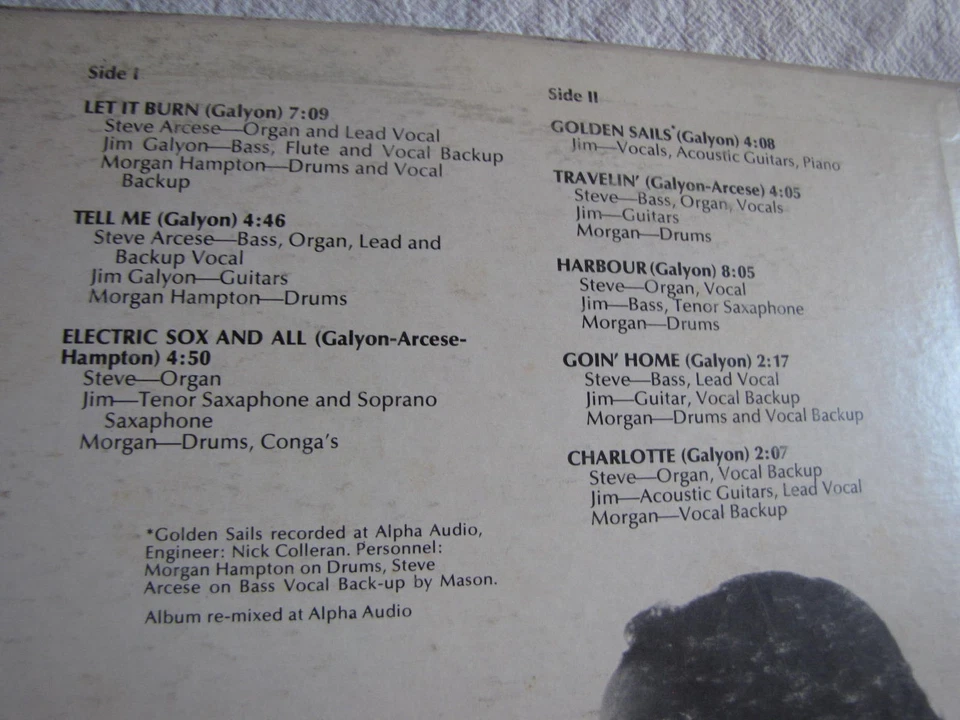 Side I
LET IT BURN (Galyon) 7:09
Steve Arcese—Organ and Lead Vocal
Jim Galyon—Bass, Flute and Vocal Backup
Morgan Hampton—Drums and Vocal
Backup
TELL ME (Galyon) 4:46
Steve Arcese—Bass, Organ, Lead and
Backup Vocal
Jim Galyon—Guitars
Morgan Hampton—Drums
ELECTRIC SOX AND ALL (Galyon-Arcese-
Hampton) 4:50
Steve—Organ
Jim—Tenor Saxophone and Soprano
Saxophone
Morgan—Drums, Conga's
*Golden Sails recorded at Alpha Audio,
Engineer: Nick Colleran. Personnel:
Morgan Hampton on Drums, Steve
Arcese on Bass Vocal Back-up by Mason.
Album re-mixed at Alpha Audio
Side II
GOLDEN SAILS* (Galyon) 4:08
Jim—Vocals, Acoustic Guitars, Piano
TRAVELIN' (Galyon-Arcese) 4:05
Steve—Bass, Organ, Vocals
Jim—Guitars
Morgan—Drums
HARBOUR (Galyon) 8:05
Steve—Organ, Vocal
Jim—Bass, Tenor Saxophone
Morgan—Drums
GOIN' HOME (Galyon) 2:17
Steve—Bass, Lead Vocal
Jim—Guitar, Vocal Backup
Morgan—Drums and Vocal Backup
CHARLOTTE (Galyon) 2:07
Steve—Organ, Vocal Backup
Jim—Acoustic Guitars, Lead Vocal
Morgan—Vocal Backup